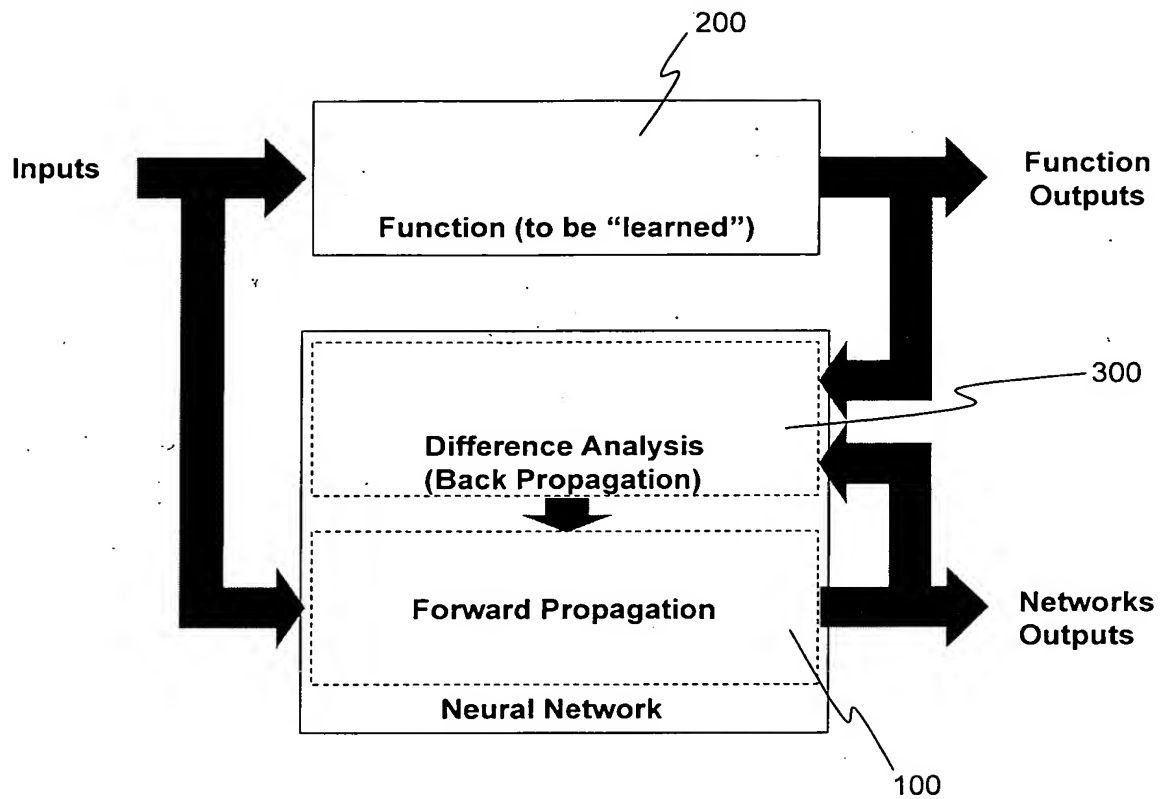 200
Inputs
Function
Outputs
Function (to be “learned”)
300
Difference Analysis
(Back Propagation)
Forward Propagation
Networks
Outputs
Neural Network
100